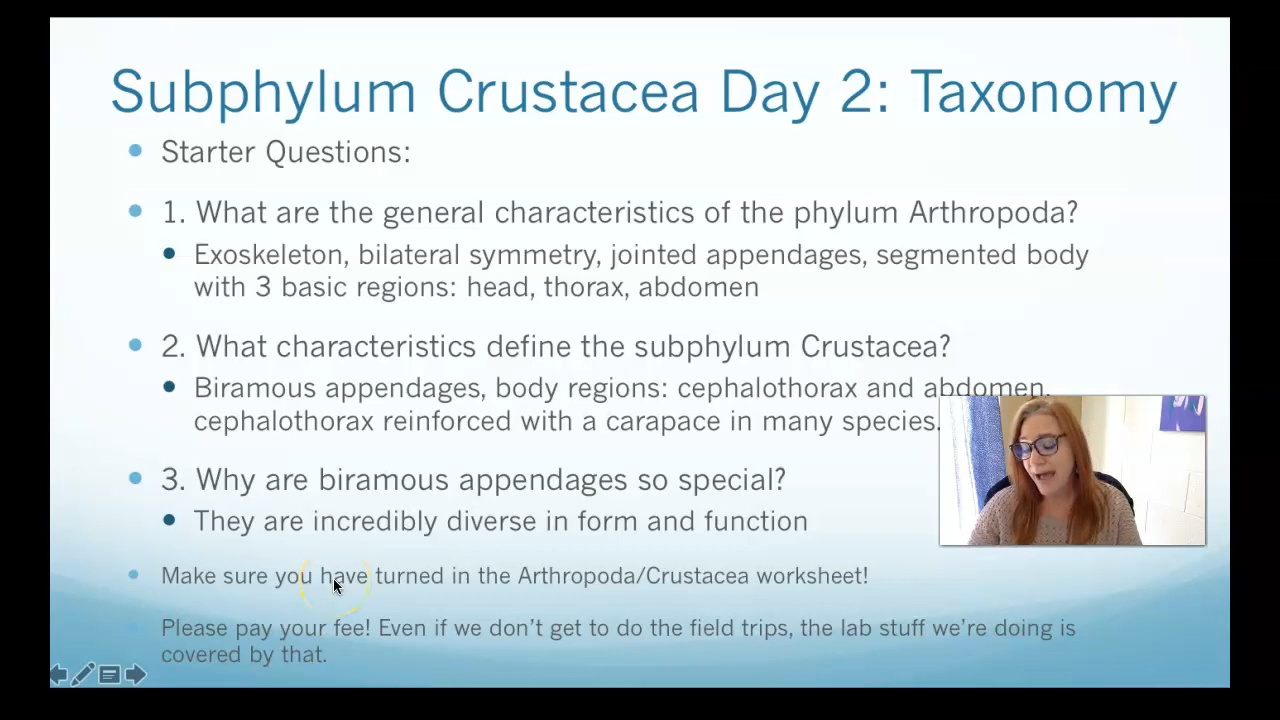 Subphylum Crustacea Day 2: Taxonomy
Starter Questions:
1. What are the general characteristics of the phylum Arthropoda?
Exoskeleton, bilateral symmetry, jointed appendages, segmented body
with 3 basic regions: head, thorax, abdomen
2. What characteristics define the subphylum Crustacea?
Biramous appendages, body regions: cephalothorax and abdomen,
cephalothorax reinforced with a carapace in many species.
3. Why are biramous appendages so special?
They are incredibly diverse in form and function
Make sure you have turned in the Arthropoda/Crustacea worksheet!
Please pay your fee! Even if we don't get to do the field trips, the lab stuff we're doing is
covered by that.